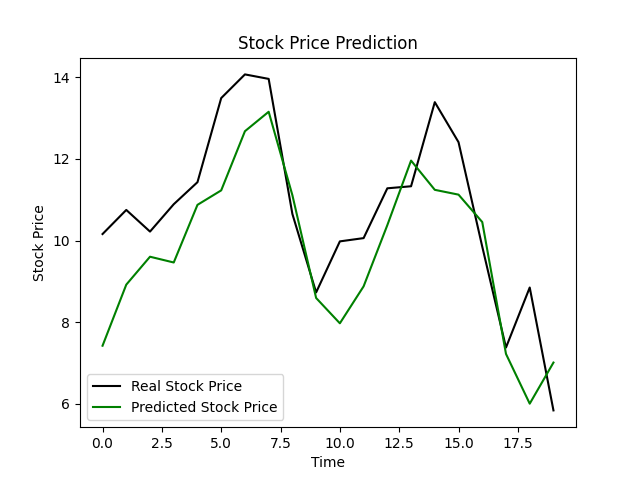 Stock Price Prediction
Stock Price
14
12
10
8
6
Real Stock Price
Predicted Stock Price
0.0 2.5 5.0 7.5 10.0 12.5 15.0 17.5
Time